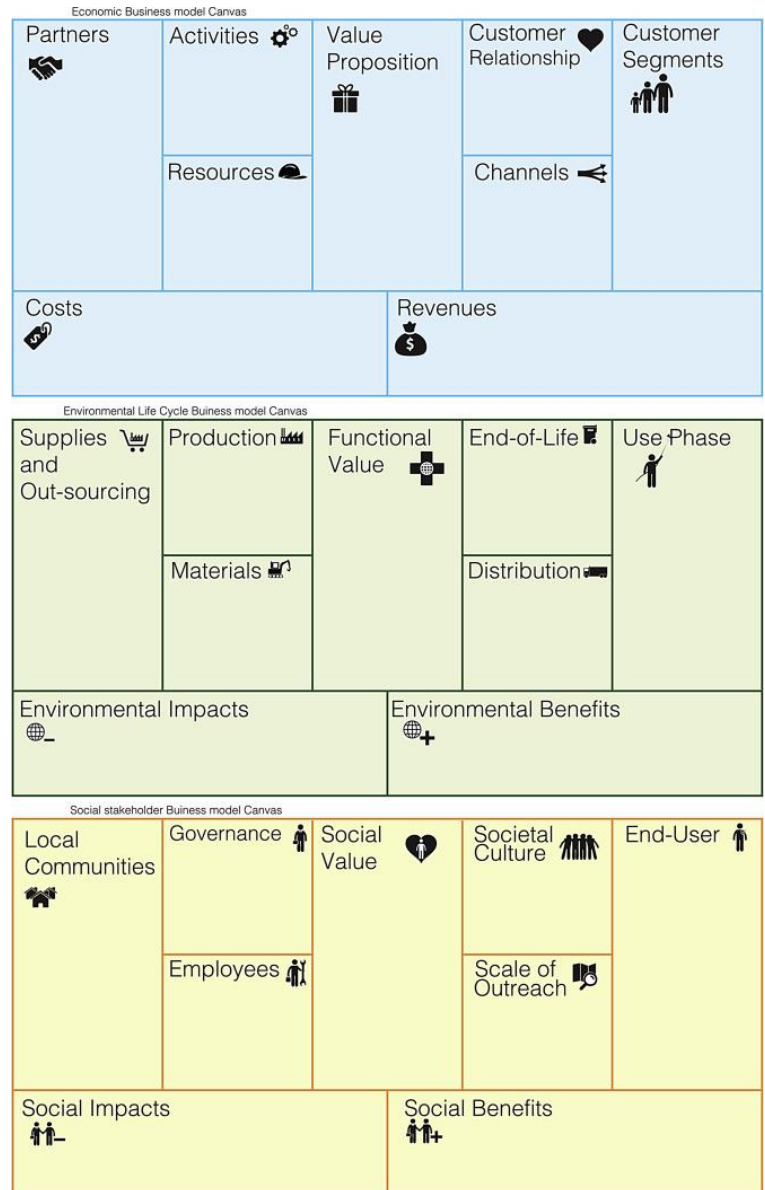 Economic Business model Canvas
Partners
Activities
Value
Proposition
Customer
Relationship
Customer
Segments
Resources
Channels
Costs
$
Revenues
$
Environmental Life Cycle Buiness model Canvas
Supplies
and
Out-sourcing
Production
Functional
Value
End-of-Life
Use Phase
Materials
Distribution
Environmental Impacts
Environmental Benefits
Social stakeholder Buiness model Canvas
Local
Communities
Governance
Social
Value
Societal
Culture
End-User
Employees
Scale of
Outreach
Social Impacts
Social Benefits